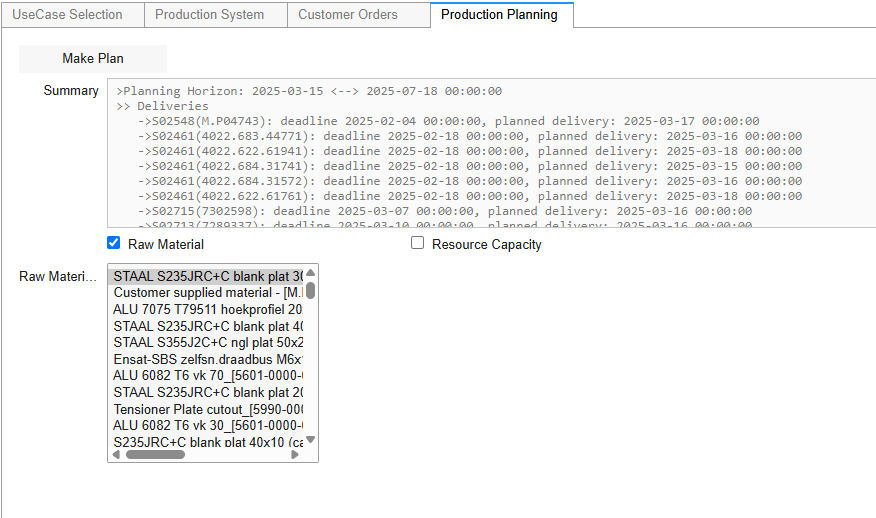 UseCase Selection Production System Customer Orders Production Planning
Make Plan
Summary
>Planning Horizon: 2025-03-15 <--> 2025-07-18 00:00:00
>> Deliveries
->S02548(M.P04743): deadline 2025-02-04 00:00:00, planned delivery: 2025-03-17 00:00:00
->S02461(4022.683.44771): deadline 2025-02-18 00:00:00, planned delivery: 2025-03-16 00:00:00
->S02461(4022.622.61941): deadline 2025-02-18 00:00:00, planned delivery: 2025-03-18 00:00:00
->S02461(4022.684.31741): deadline 2025-02-18 00:00:00, planned delivery: 2025-03-15 00:00:00
->S02461(4022.684.31572): deadline 2025-02-18 00:00:00, planned delivery: 2025-03-16 00:00:00
->S02461(4022.622.61761): deadline 2025-02-18 00:00:00, planned delivery: 2025-03-18 00:00:00
->S02715(7302598): deadline 2025-03-07 00:00:00, planned delivery: 2025-03-16 00:00:00
->S02713(7289337): deadline 2025-03-10 00:00:00, planned delivery: 2025-03-16 00:00:00
Raw Material Resource Capacity
Raw Materi...
STAAL S235JRC+C blank plat 30
Customer supplied material - [M.
ALU 7075 T79511 hoekprofiel 20
STAAL S235JRC+C blank plat 40
STAAL S355J2C+C ngl plat 50x2
Ensat-SBS zelfsn.draadbus M6x
ALU 6082 T6 vk 70_[5601-0000-
STAAL S235JRC+C blank plat 20
Tensioner Plate cutout_[5990-000
ALU 6082 T6 vk 30_[5601-0000-
S235JRC+C blank plat 40x10 (ca